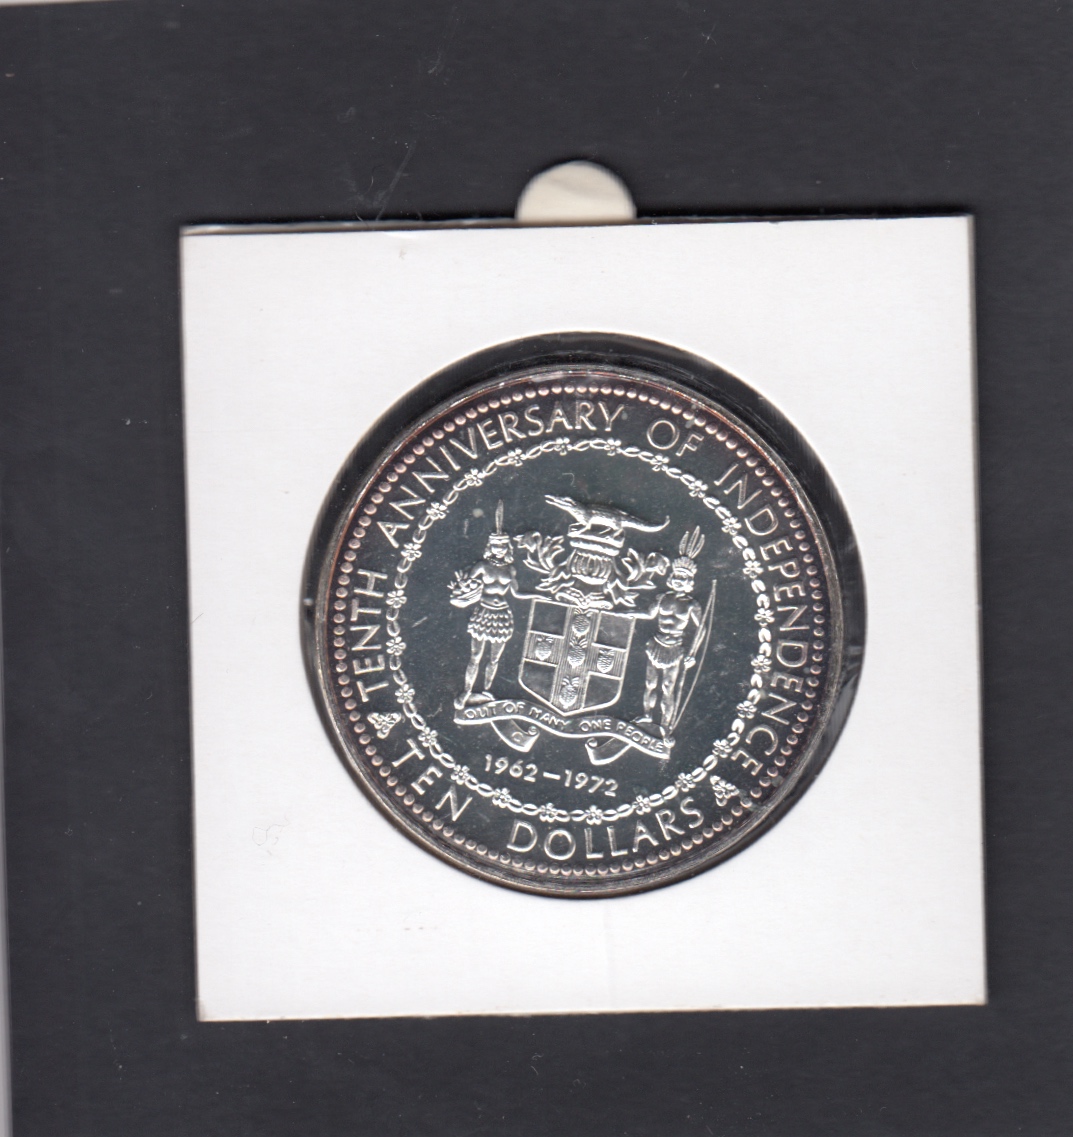 TENTH ANNIVERSARY OF INDEPENDENCE
OUT OF MANY ONE PEOPLE
1962–1972
TEN DOLLARS